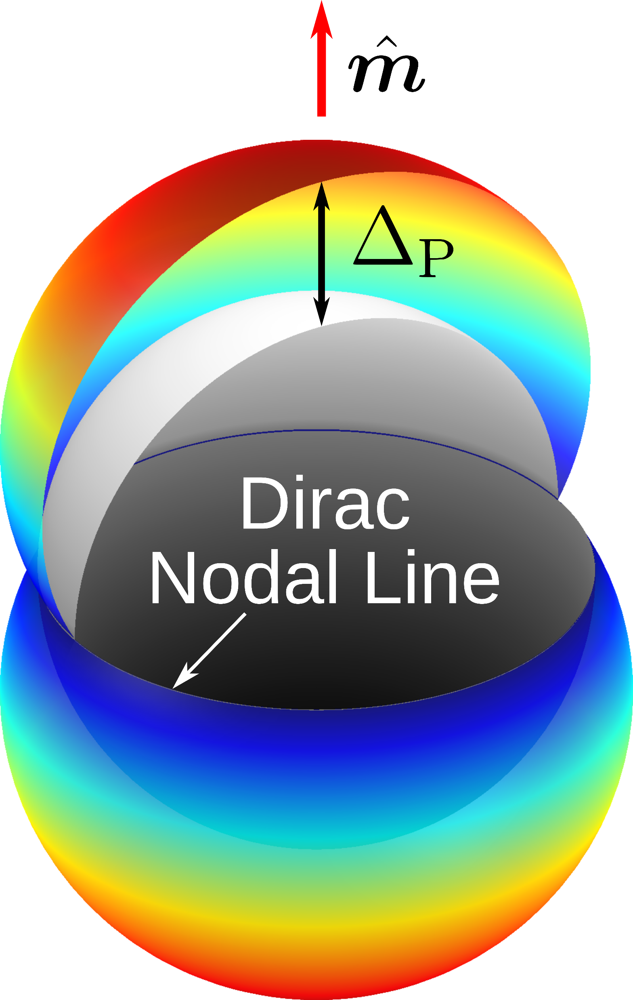 m̂
Δ_P
Dirac
Nodal Line